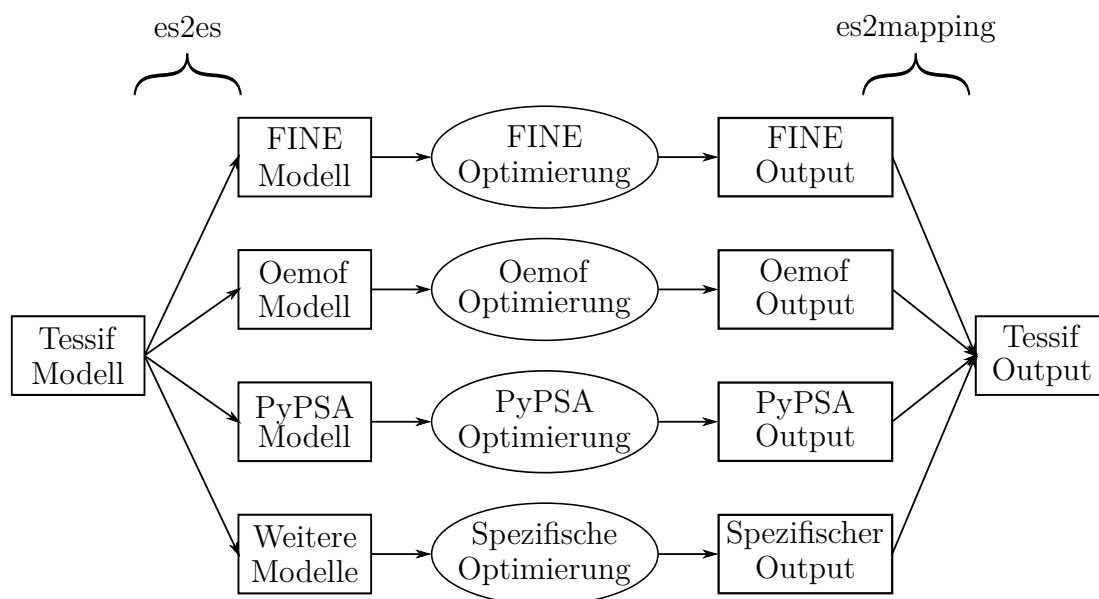 es2es
es2mapping
FINE
Modell
FINE
Optimierung
FINE
Output
Oemof
Modell
Oemof
Optimierung
Oemof
Output
Tessif
Modell
Tessif
Output
PyPSA
Modell
PyPSA
Optimierung
PyPSA
Output
Weitere
Modelle
Spezifische
Optimierung
Spezifischer
Output